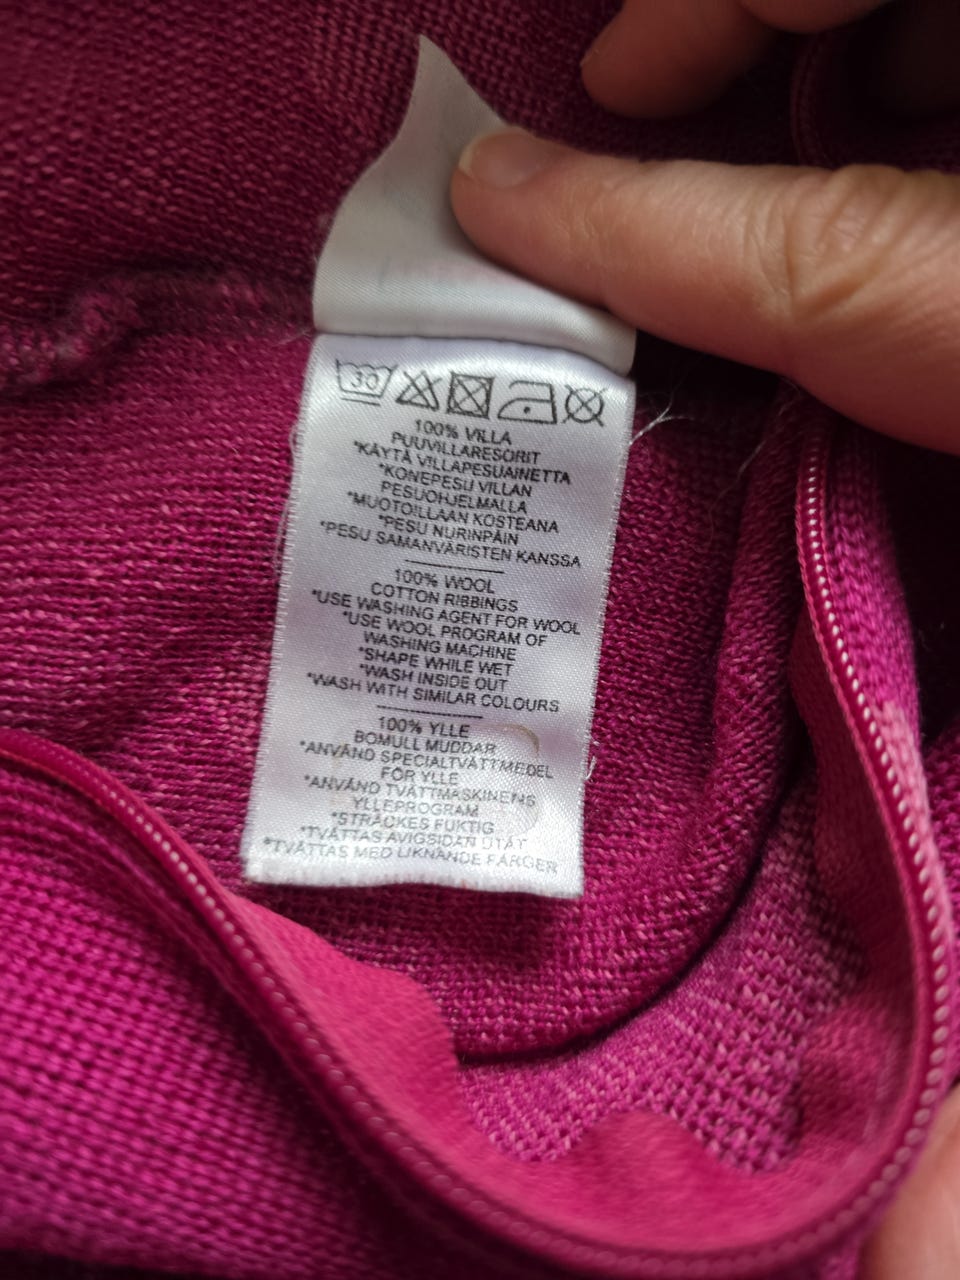 30
100% VILLA
PUUVILLARESORIT
*KÄYTÄ VILLAPESUAINETTA
*KONEPESU VILLAN
PESUOHJELMALLA
*MUOTOILLAAN KOSTEANA
*PESU NURINPÄIN
*PESU SAMANVÄRISTEN KANSSA
100% WOOL
COTTON RIBBINGS
*USE WASHING AGENT FOR WOOL
*USE WOOL PROGRAM OF
WASHING MACHINE
*SHAPE WHILE WET
*WASH INSIDE OUT
*WASH WITH SIMILAR COLOURS
100% YLLE
BOMULL MUDDAR
*ANVÄND SPECIALTVÄTTMEDEL
FÖR YLLE
*ANVÄND TVÄTTMASKINENS
YLLEPROGRAM
*STRÄCKES FUKTIG
*TVÄTTAS AVIGSIDAN UTÅT
*TVÄTTAS MED LIKNANDE FÄRGER